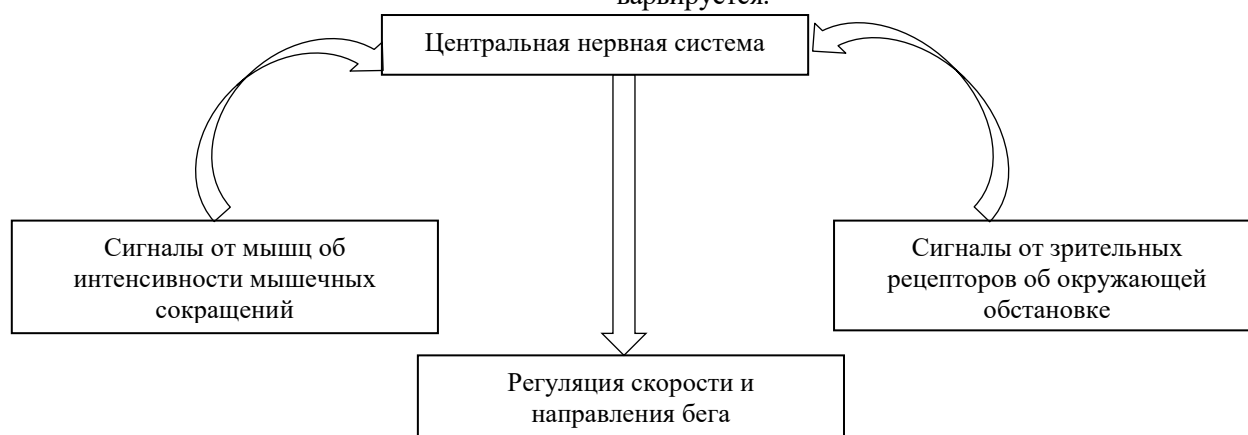 варьируется.
Центральная нервная система
Сигналы от мышц об
интенсивности мышечных
сокращений
Сигналы от зрительных
рецепторов об окружающей
обстановке
Регуляция скорости и
направления бега